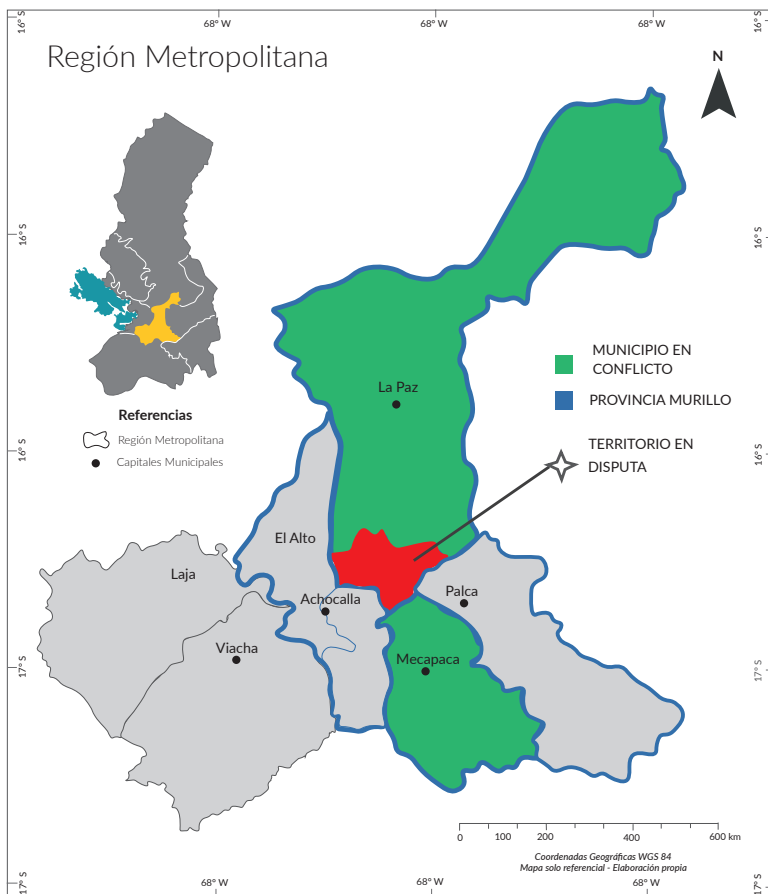 16° S
68° W
68° W
68° W
16° S
Región Metropolitana
N
16° S
16° S
La Paz
MUNICIPIO EN
CONFLICTO
PROVINCIA MURILLO
Referencias
Región Metropolitana
Capitales Municipales
TERRITORIO EN
DISPUTA
16° S
16° S
El Alto
Laja
Achocalla
Palca
Viacha
Mecapaca
17° S
17° S
0
100
200
400
600 km
Coordenadas Geográficas WGS 84
Mapa solo referencial - Elaboración propia
17° S
68° W
68° W
68° W
17° S